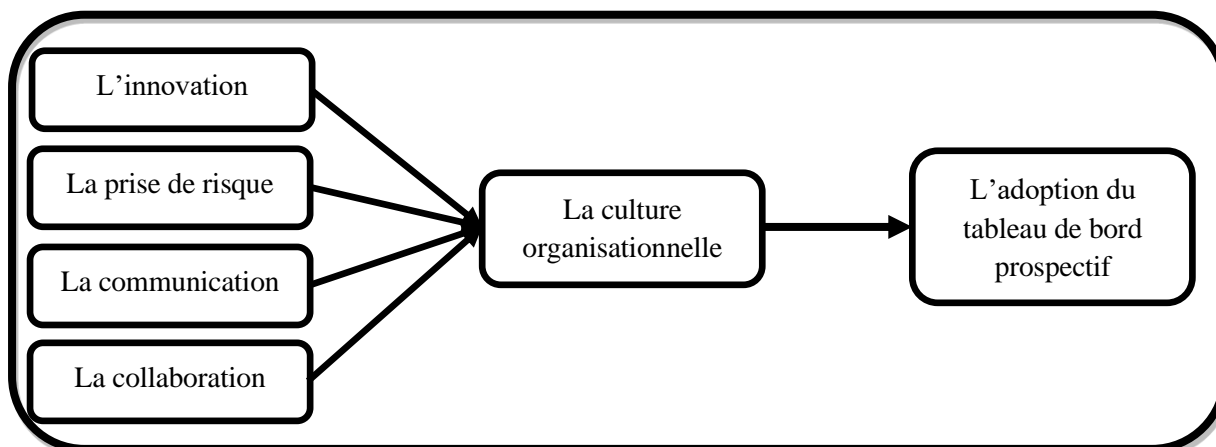 L’innovation
La prise de risque
La communication
La collaboration
La culture
organisationnelle
L’adoption du
tableau de bord
prospectif